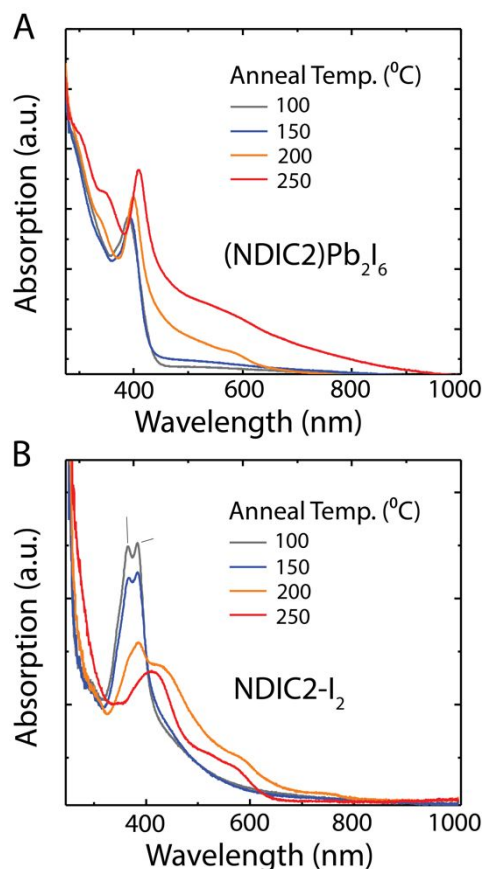 A
Absorption (a.u.)
Anneal Temp. (⁰C)
100
150
200
250
(NDIC2)Pb₂I₆
400 600 800 1000
Wavelength (nm)
B
Absorption (a.u.)
Anneal Temp. (⁰C)
100
150
200
250
NDIC2-I₂
400 600 800 1000
Wavelength (nm)